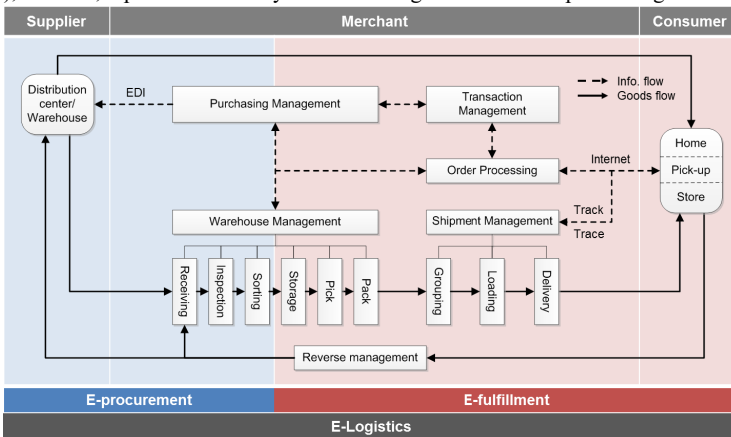 Supplier
Merchant
Consumer
Distribution
center/
Warehouse
EDI
Purchasing Management
Transaction
Management
Info. flow
Goods flow
Order Processing
Internet
Home
Pick-up
Store
Track
Trace
Warehouse Management
Shipment Management
Receiving
Inspection
Sorting
Storage
Pick
Pack
Grouping
Loading
Delivery
Reverse management
E-procurement
E-fulfillment
E-Logistics